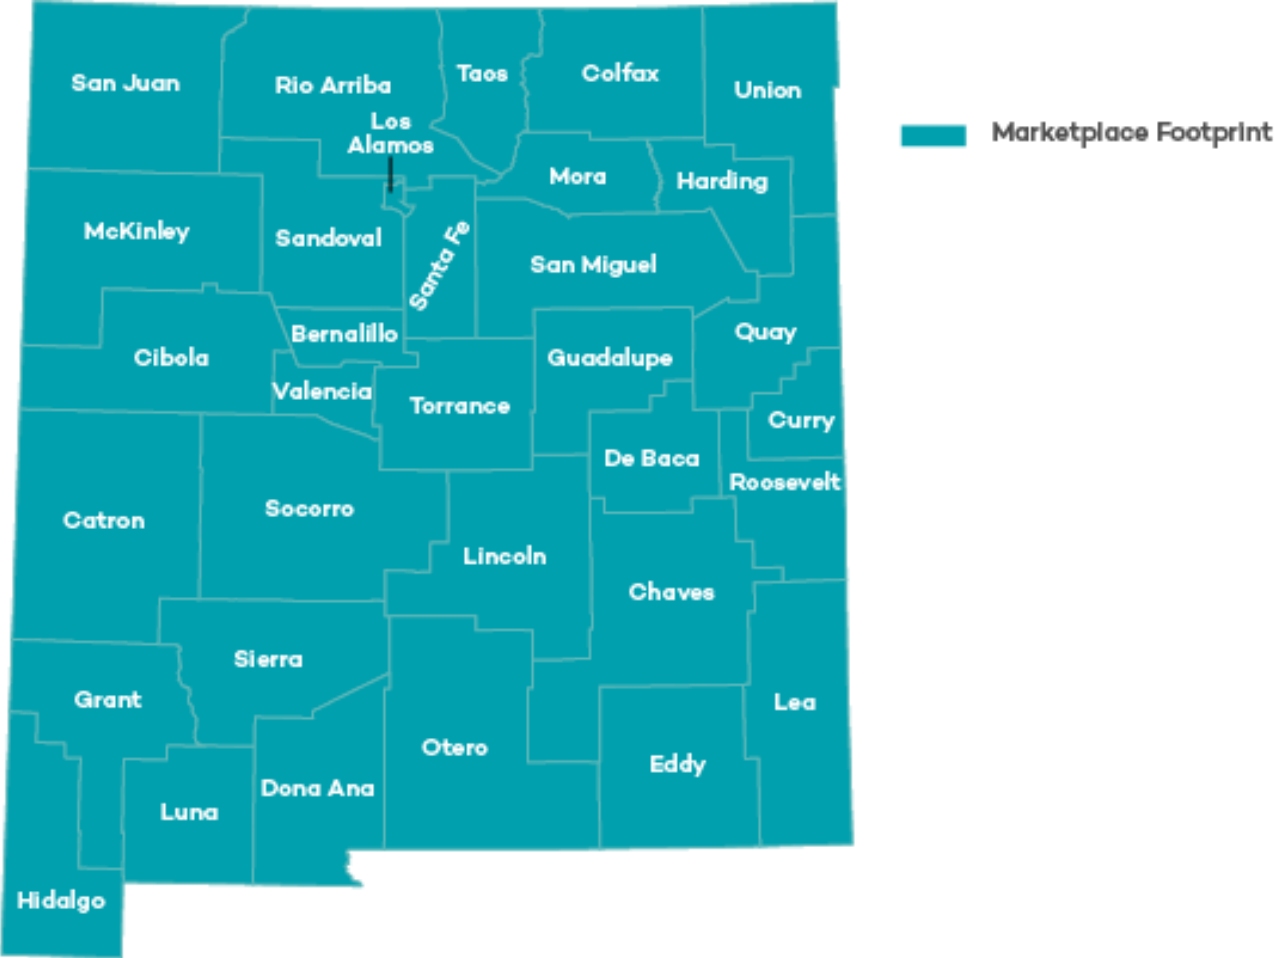 San Juan
Rio Arriba
Taos
Colfax
Union
Marketplace Footprint
Los
Alamos
Mora
Harding
McKinley
Sandoval
Santa Fe
San Miguel
Bernalillo
Quay
Cibola
Guadalupe
Valencia
Torrance
Curry
De Baca
Roosevelt
Catron
Socorro
Lincoln
Chaves
Sierra
Grant
Lea
Otero
Eddy
Dona Ana
Luna
Hidalgo